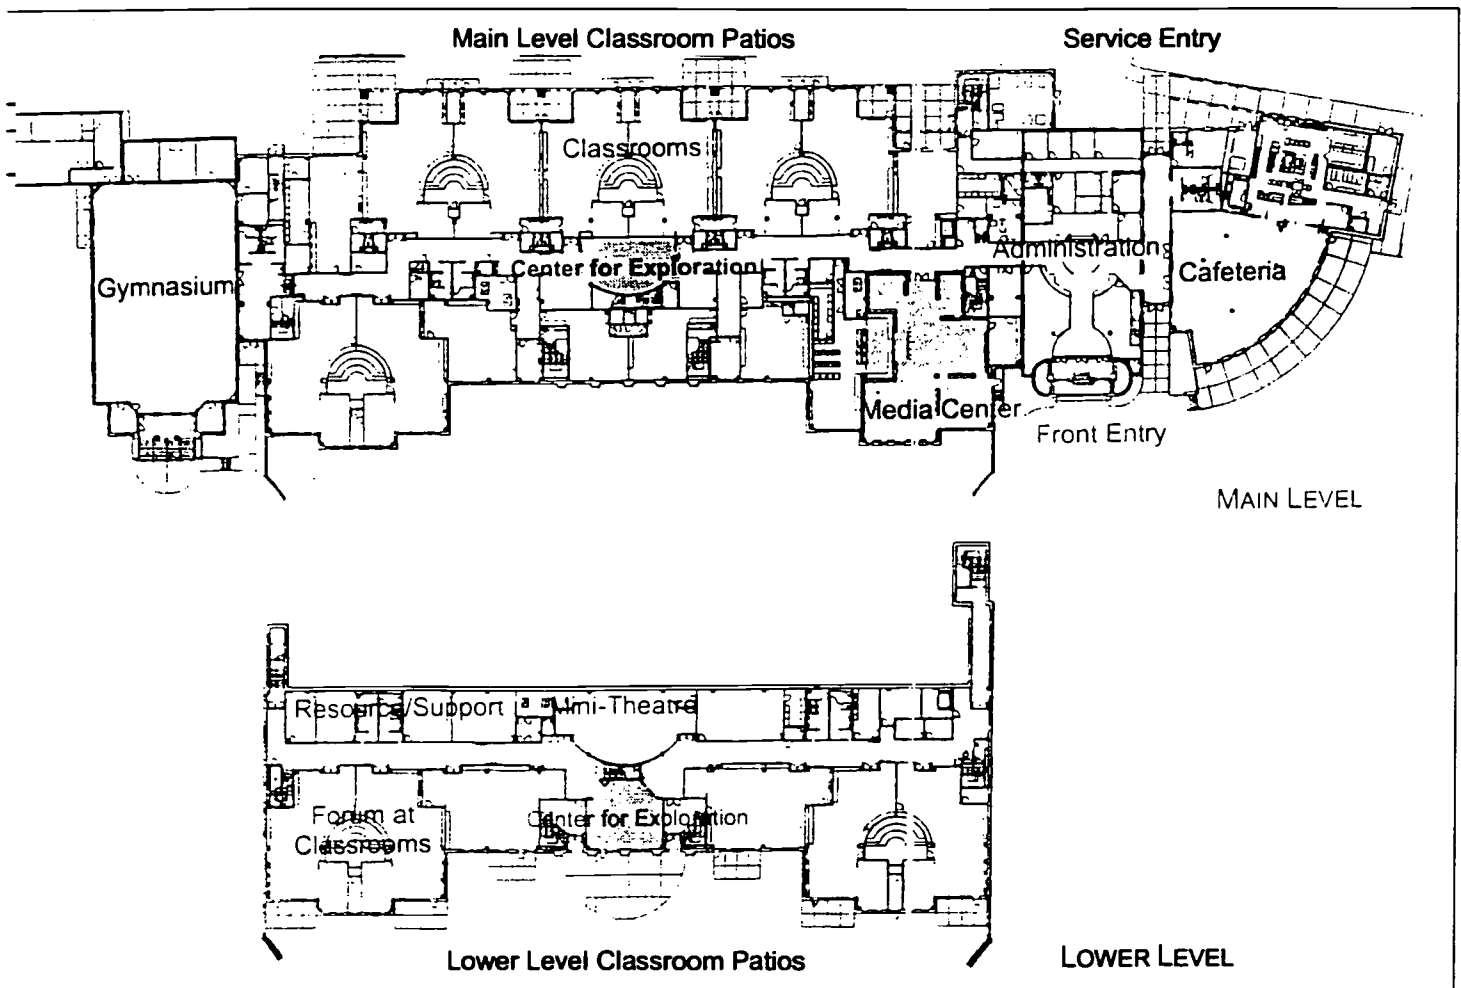 Main Level Classroom Patios
Service Entry
Classrooms
Center for Exploration
Administration
Cafeteria
Gymnasium
Media Center
Front Entry
MAIN LEVEL
Resource/Support
Mini-Theatre
Forum at
Classrooms
Center for Exploration
Lower Level Classroom Patios
LOWER LEVEL